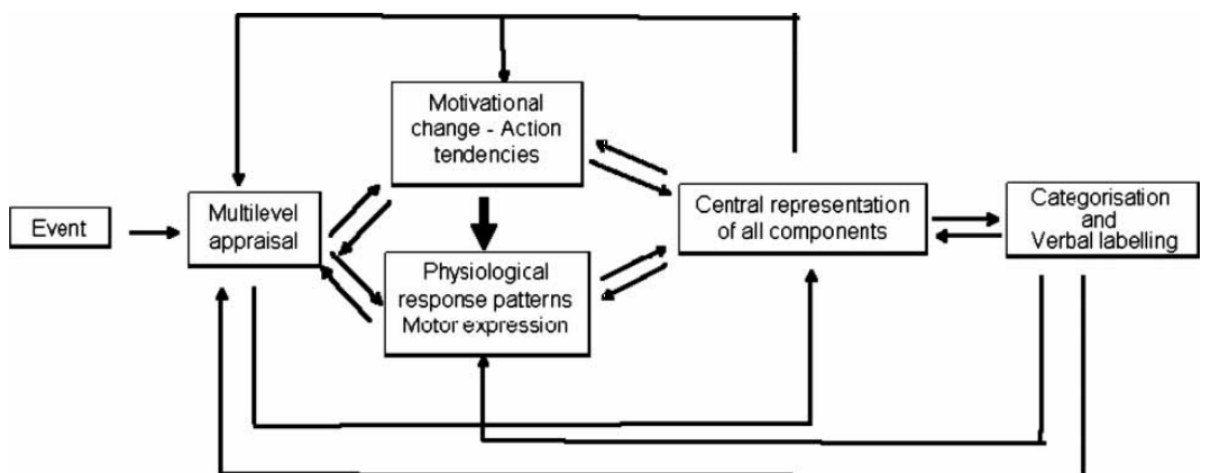 Motivational
change - Action
tendencies
Event
Multilevel
appraisal
Central representation
of all components
Categorisation
and
Verbal labelling
Physiological
response patterns
Motor expression